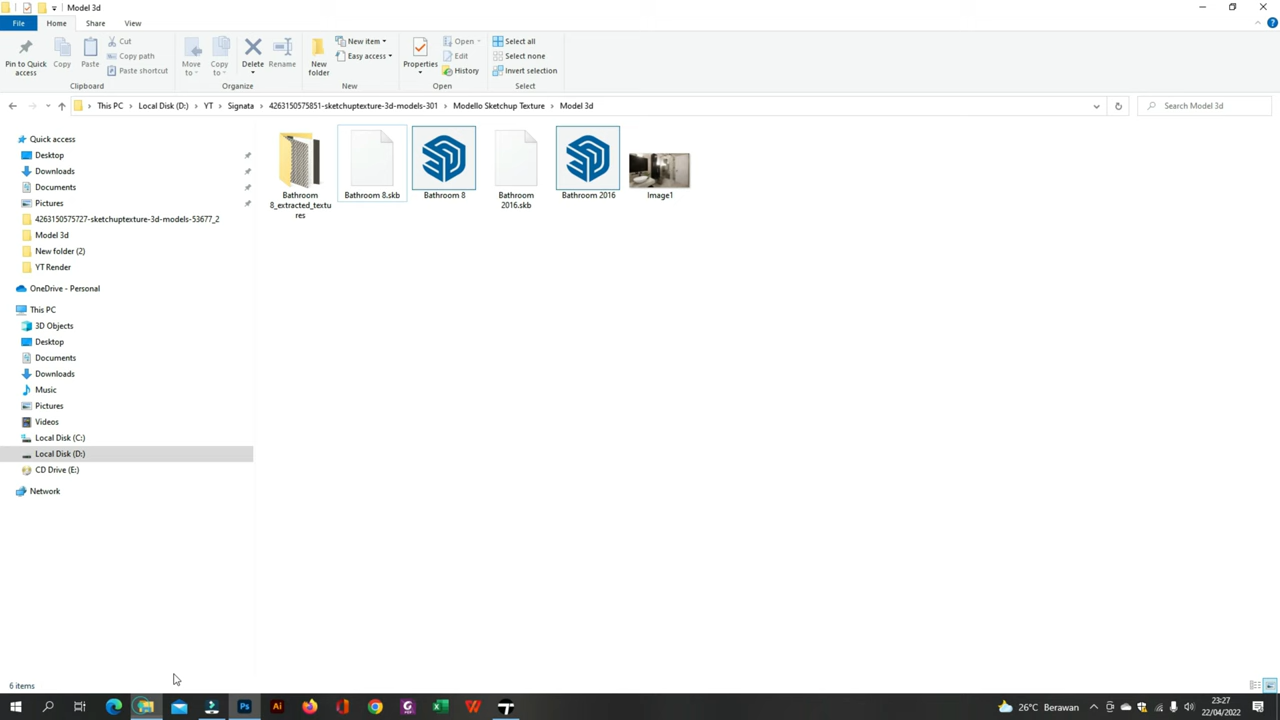 Model 3d
File
Home
Share
View
Pin to Quick access
Copy
Paste
Cut
Copy path
Paste shortcut
Clipboard
Move to
Copy to
Delete
Rename
Organize
New folder
New item
Easy access
New
Properties
Open
Edit
History
Open
Select all
Select none
Invert selection
Select
This PC
Local Disk (D:)
YT
Signata
4263150575851-sketchuptexture-3d-models-301
Modello Sketchup Texture
Model 3d
Search Model 3d
Quick access
Desktop
Downloads
Documents
Pictures
4263150575727-sketchuptexture-3d-models-53677_2
Model 3d
New folder (2)
YT Render
OneDrive - Personal
This PC
3D Objects
Desktop
Documents
Downloads
Music
Pictures
Videos
Local Disk (C:)
Local Disk (D:)
CD Drive (E:)
Network
Bathroom
8_extracted_textu
res
Bathroom 8.skb
Bathroom 8
Bathroom
2016.skb
Bathroom 2016
Image1
6 items
Ps
Ai
26°C Berawan
23:27
22/04/2022